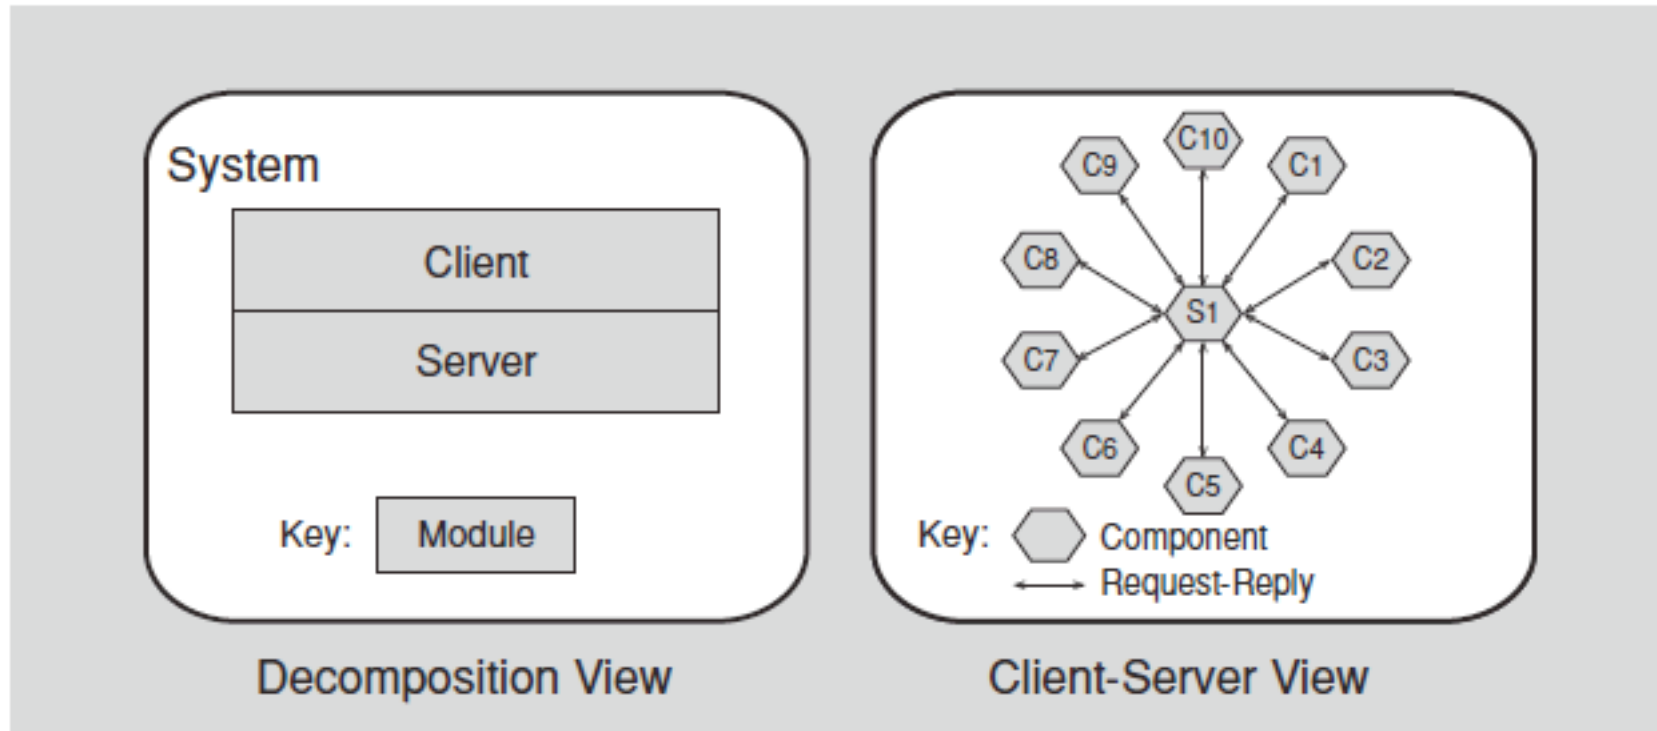 System
Client
Server
Key: Module
Decomposition View
C10
C9
C1
C8
C2
S1
C7
C3
C6
C4
C5
Key: Component
Request-Reply
Client-Server View